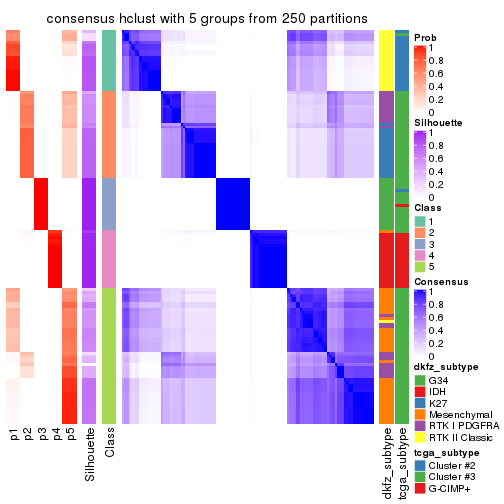 consensus hclust with 5 groups from 250 partitions
Prob
1
0.8
0.6
0.4
0.2
0
Silhouette
1
0.8
0.6
0.4
0.2
0
Class
1
2
3
4
5
Consensus
1
0.8
0.6
0.4
0.2
0
dkfz_subtype
G34
IDH
K27
Mesenchymal
RTK I PDGFRA
RTK II Classic
tcga_subtype
Cluster #2
Cluster #3
G-CIMP+
p1
p2
p3
p4
p5
Silhouette
Class
dkfz_subtype
tcga_subtype